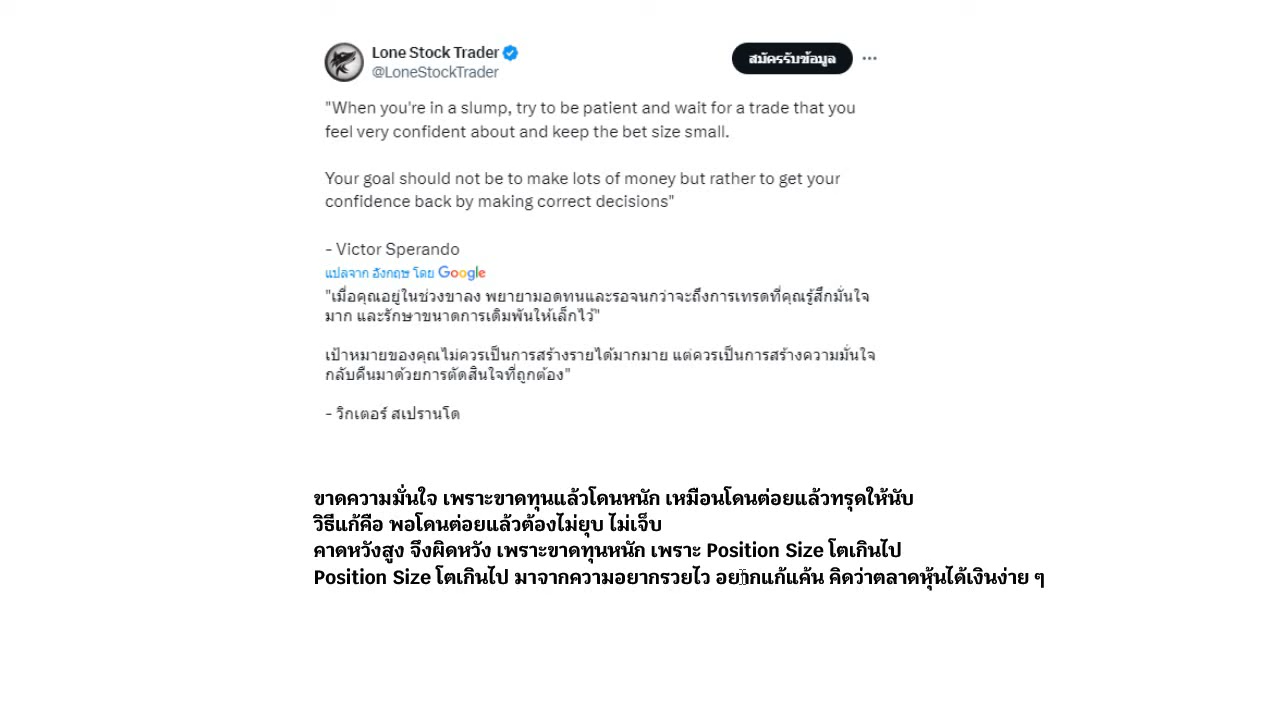 Lone Stock Trader
@LoneStockTrader
สมัครรับข้อมูล
"When you're in a slump, try to be patient and wait for a trade that you
feel very confident about and keep the bet size small.
Your goal should not be to make lots of money but rather to get your
confidence back by making correct decisions"
- Victor Sperando
แปลจาก อังกฤษ โดย Google
"เมื่อคุณอยู่ในช่วงขาลง พยายามอดทนและรอจนกว่าจะถึงการเทรดที่คุณรู้สึกมั่นใจ
มาก และรักษาขนาดการเดิมพันให้เล็กไว้"
เป้าหมายของคุณไม่ควรเป็นการสร้างรายได้มากมาย แต่ควรเป็นการสร้างความมั่นใจ
กลับคืนมาด้วยการตัดสินใจที่ถูกต้อง"
- วิกเตอร์ สเปรานโด
ขาดความมั่นใจ เพราะขาดทุนแล้วโดนหนัก เหมือนโดนต่อยแล้วทรุดให้นับ
วิธีแก้คือ พอโดนต่อยแล้วต้องไม่ยุบ ไม่เจ็บ
คาดหวังสูง จึงผิดหวัง เพราะขาดทุนหนัก เพราะ Position Size โตเกินไป
Position Size โตเกินไป มาจากความอยากรวยไว อยากแก้แค้น คิดว่าตลาดหุ้นได้เงินง่าย ๆ